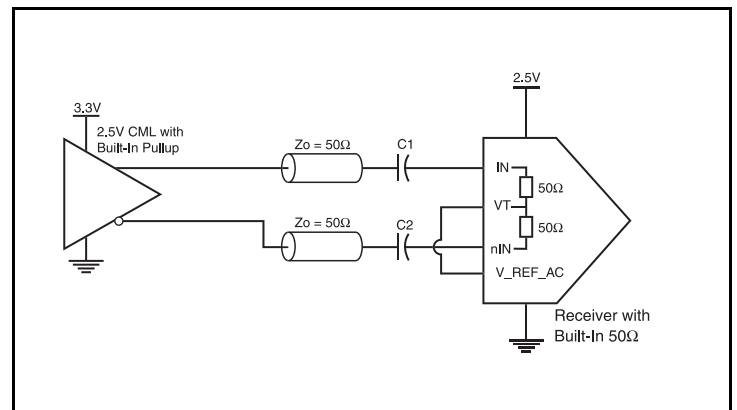 3.3V
2.5V CML with
Built-In Pullup
Zo = 50Ω
C1
2.5V
IN
50Ω
VT
50Ω
Zo = 50Ω
C2
nIN
V_REF_AC
Receiver with
Built-In 50Ω